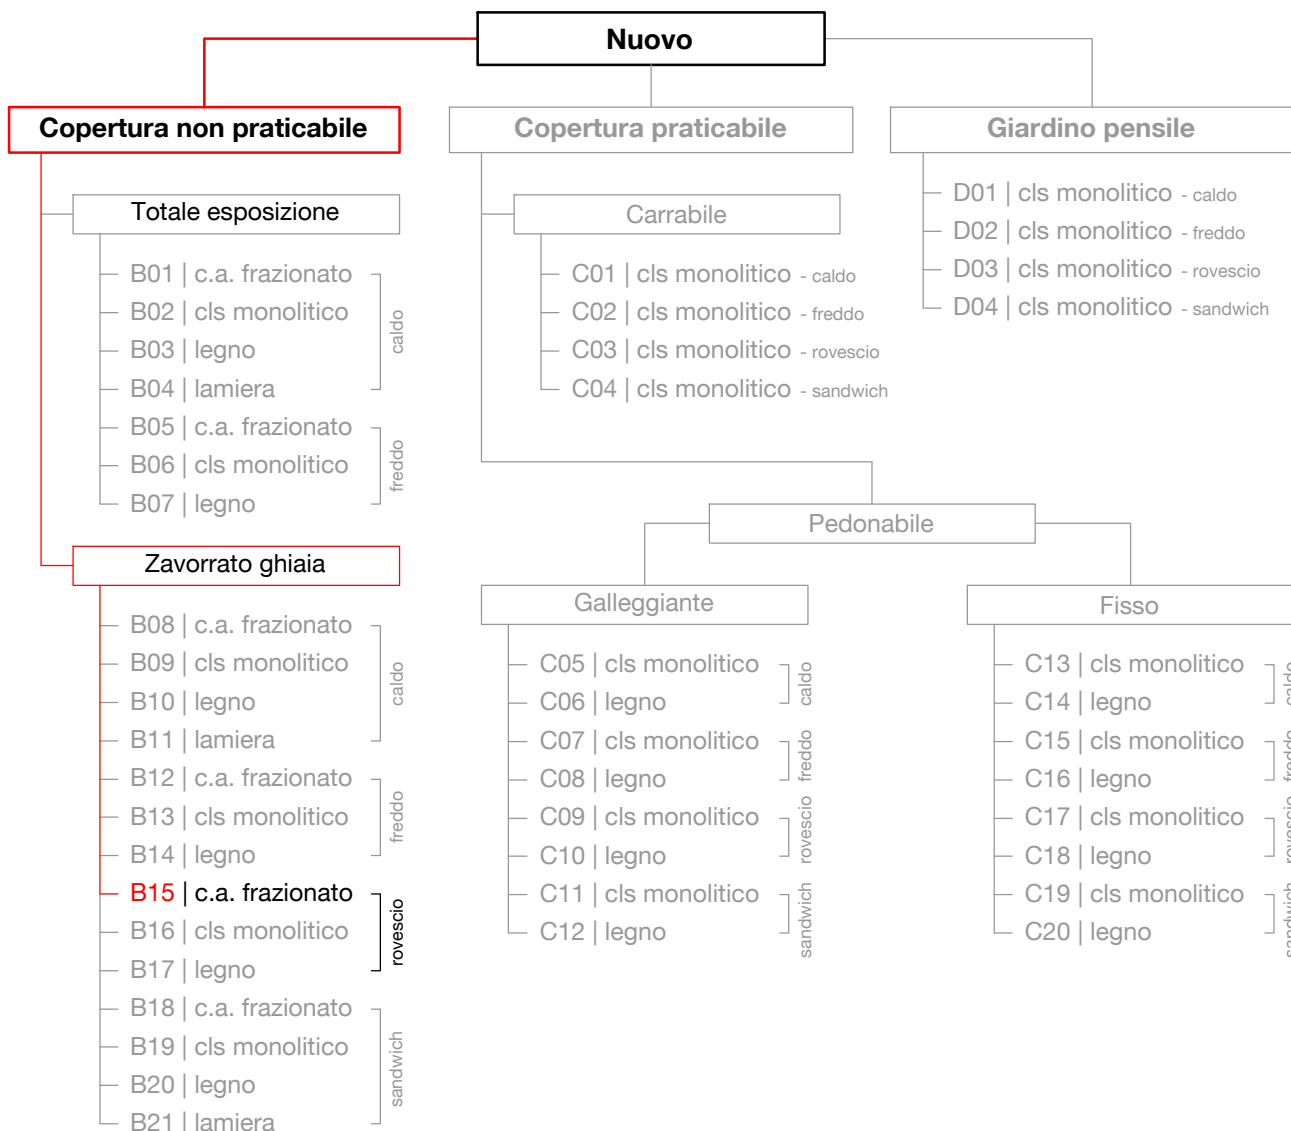 Nuovo
Copertura non praticabile
Totale esposizione
B01 | c.a. frazionato
B02 | cls monolitico
B03 | legno
B04 | lamiera
caldo
B05 | c.a. frazionato
B06 | cls monolitico
B07 | legno
freddo
Zavorrato ghiaia
B08 | c.a. frazionato
B09 | cls monolitico
B10 | legno
B11 | lamiera
caldo
B12 | c.a. frazionato
B13 | cls monolitico
B14 | legno
freddo
B15 | c.a. frazionato
B16 | cls monolitico
B17 | legno
rovescio
B18 | c.a. frazionato
B19 | cls monolitico
B20 | legno
B21 | lamiera
sandwich
Copertura praticabile
Carrabile
C01 | cls monolitico - caldo
C02 | cls monolitico - freddo
C03 | cls monolitico - rovescio
C04 | cls monolitico - sandwich
Pedonabile
Galleggiante
C05 | cls monolitico
C06 | legno
caldo
C07 | cls monolitico
C08 | legno
freddo
C09 | cls monolitico
C10 | legno
rovescio
C11 | cls monolitico
C12 | legno
sandwich
Fisso
C13 | cls monolitico
C14 | legno
caldo
C15 | cls monolitico
C16 | legno
freddo
C17 | cls monolitico
C18 | legno
rovescio
C19 | cls monolitico
C20 | legno
sandwich
Giardino pensile
D01 | cls monolitico - caldo
D02 | cls monolitico - freddo
D03 | cls monolitico - rovescio
D04 | cls monolitico - sandwich